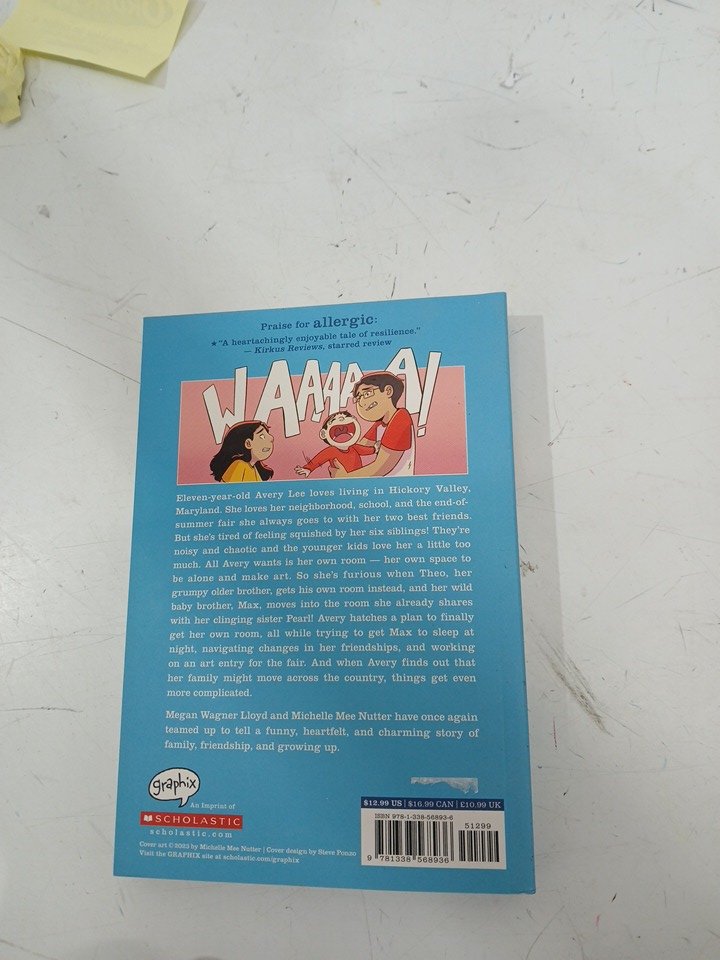 Praise for allergic:
★"A heartachingly enjoyable tale of resilience."
— Kirkus Reviews, starred review
WAAAAA!
Eleven-year-old Avery Lee loves living in Hickory Valley,
Maryland. She loves her neighborhood, school, and the end-of-
summer fair she always goes to with her two best friends.
But she's tired of feeling squished by her six siblings! They're
noisy and chaotic and the younger kids love her a little too
much. All Avery wants is her own room — her own space to
be alone and make art. So she's furious when Theo, her
grumpy older brother, gets his own room instead, and her wild
baby brother, Max, moves into the room she already shares
with her clinging sister Pearl! Avery hatches a plan to finally
get her own room, all while trying to get Max to sleep at
night, navigating changes in her friendships, and working
on an art entry for the fair. And when Avery finds out that
her family might move across the country, things get even
more complicated.
Megan Wagner Lloyd and Michelle Mee Nutter have once again
teamed up to tell a funny, heartfelt, and charming story of
family, friendship, and growing up.
graphix
An Imprint of
SCHOLASTIC
scholastic.com
Cover art © 2023 by Michelle Mee Nutter | Cover design by Steve Ponzo
Visit the GRAPHIX site at scholastic.com/graphix
$12.99 US | $16.99 CAN | £10.99 UK
ISBN 978-1-338-56893-6
51299
9 781338 568936